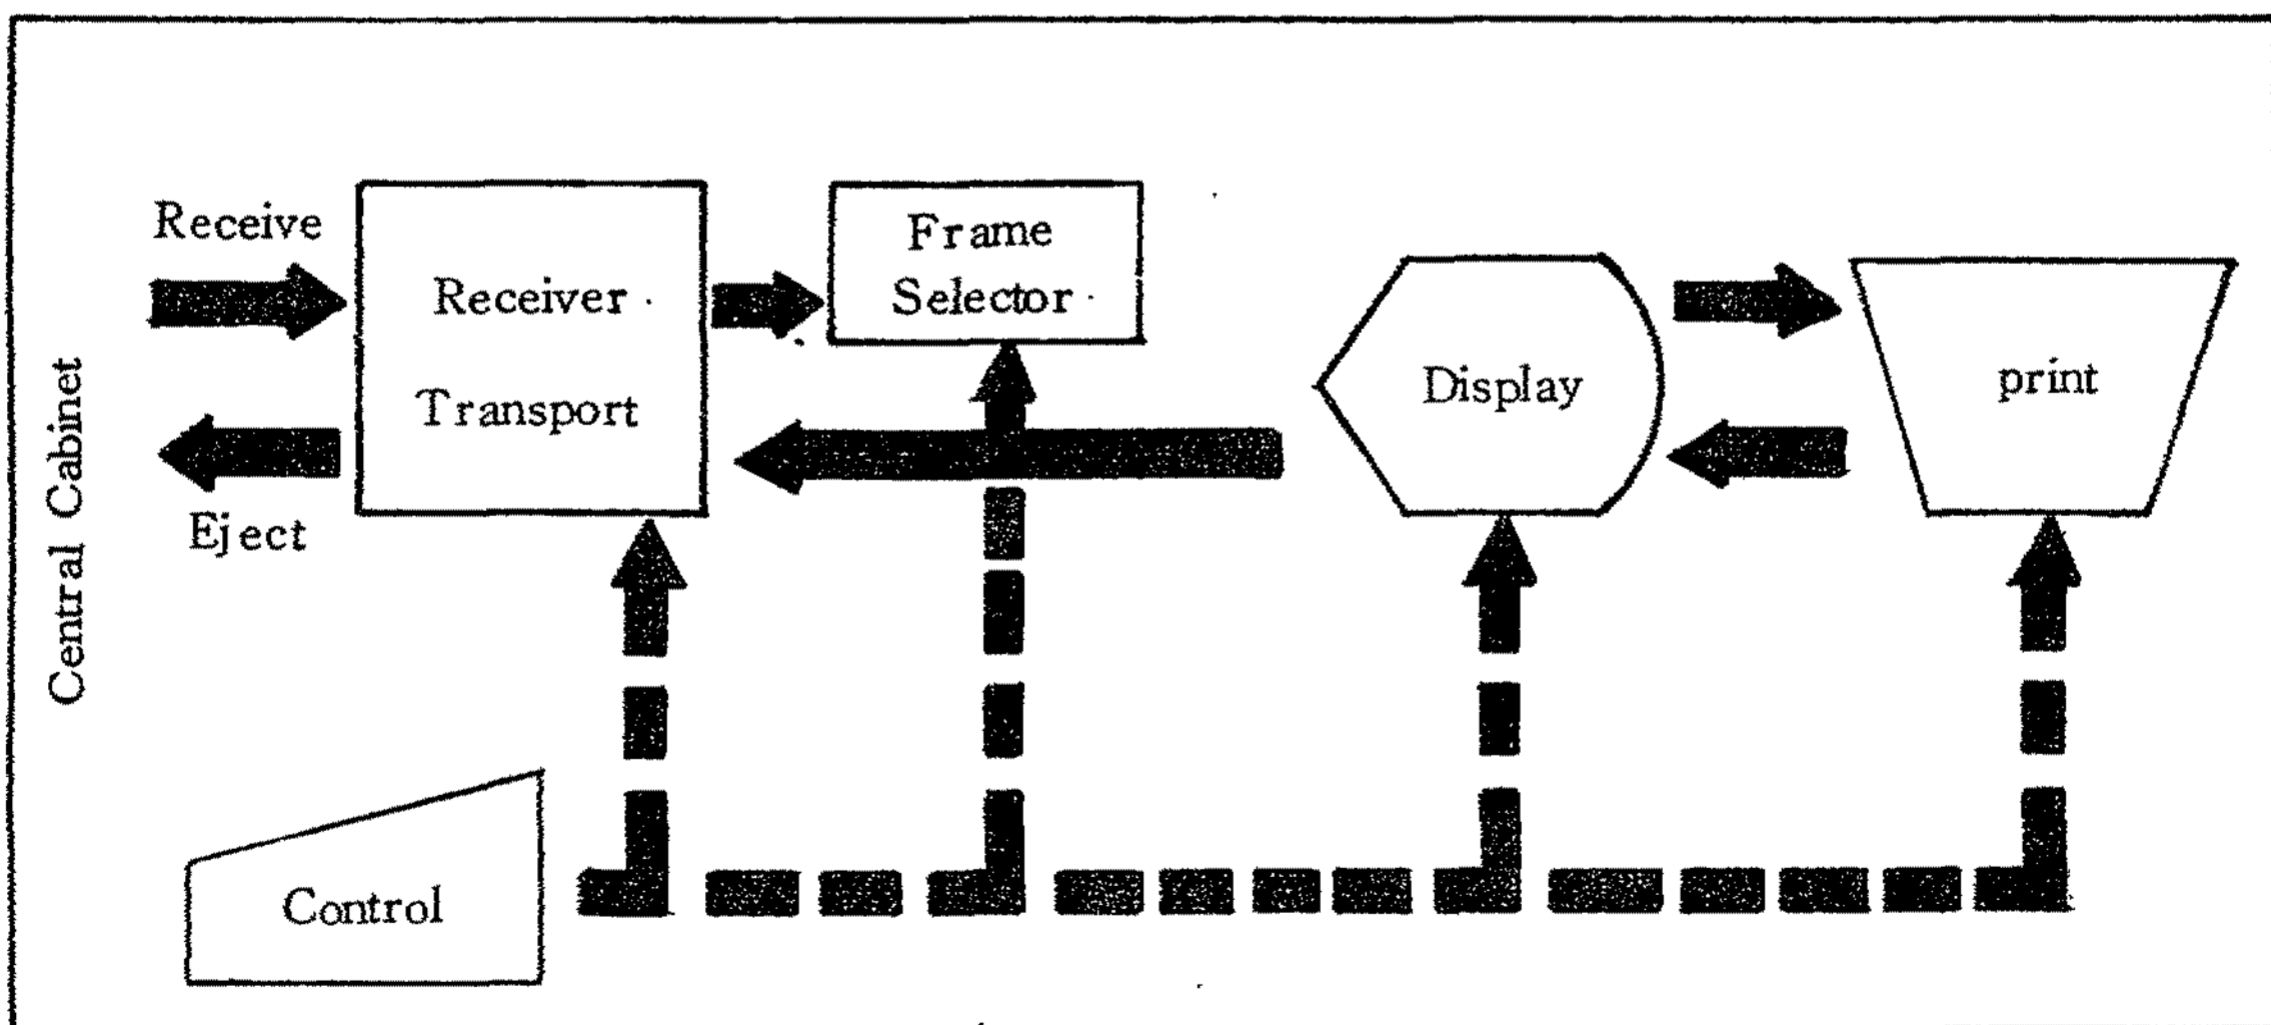 Central Cabinet
Receive
Eject
Receiver
Transport
Frame
Selector
Display
print
Control